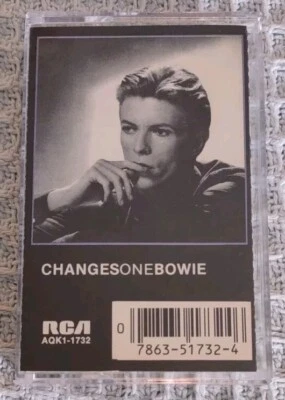 CHANGESONEBOWIE
RCA
AQK1-1732
0
7863-51732-4